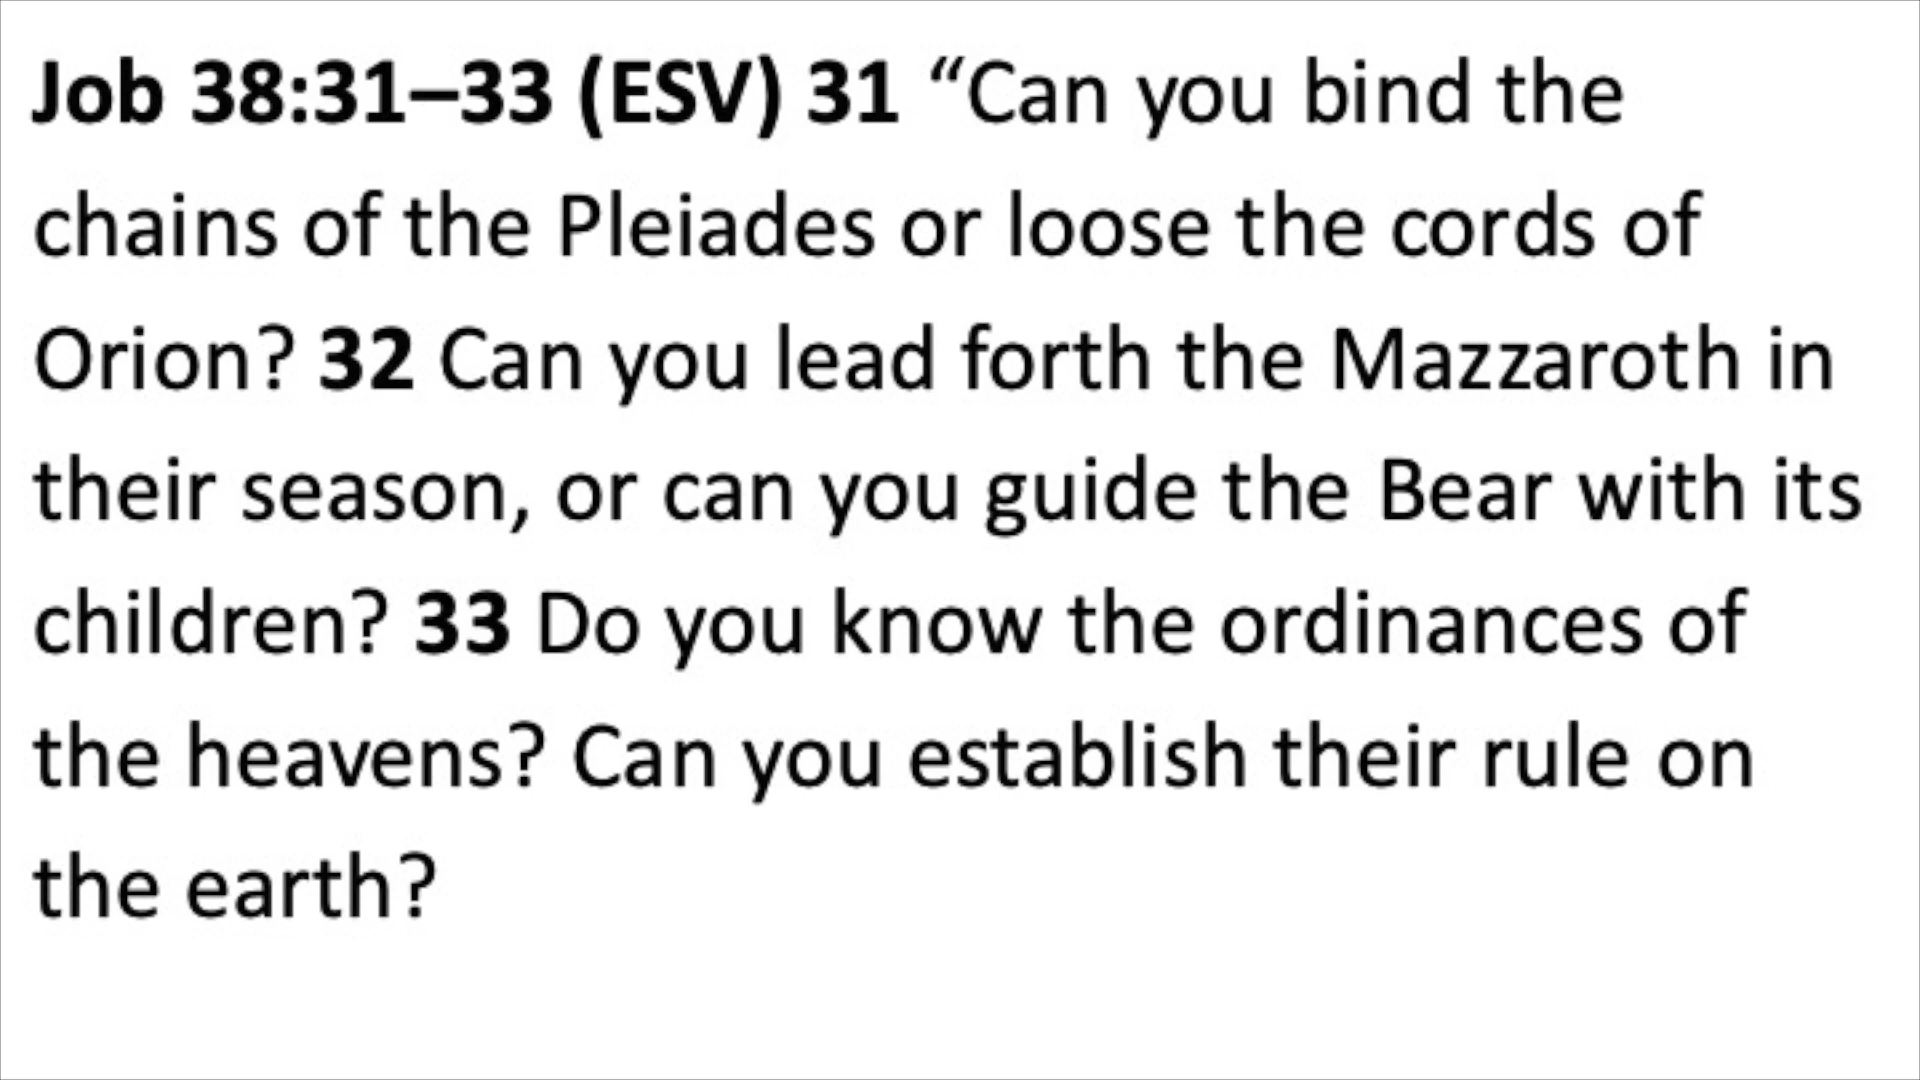 Job 38:31–33 (ESV) 31 “Can you bind the
chains of the Pleiades or loose the cords of
Orion? 32 Can you lead forth the Mazzaroth in
their season, or can you guide the Bear with its
children? 33 Do you know the ordinances of
the heavens? Can you establish their rule on
the earth?